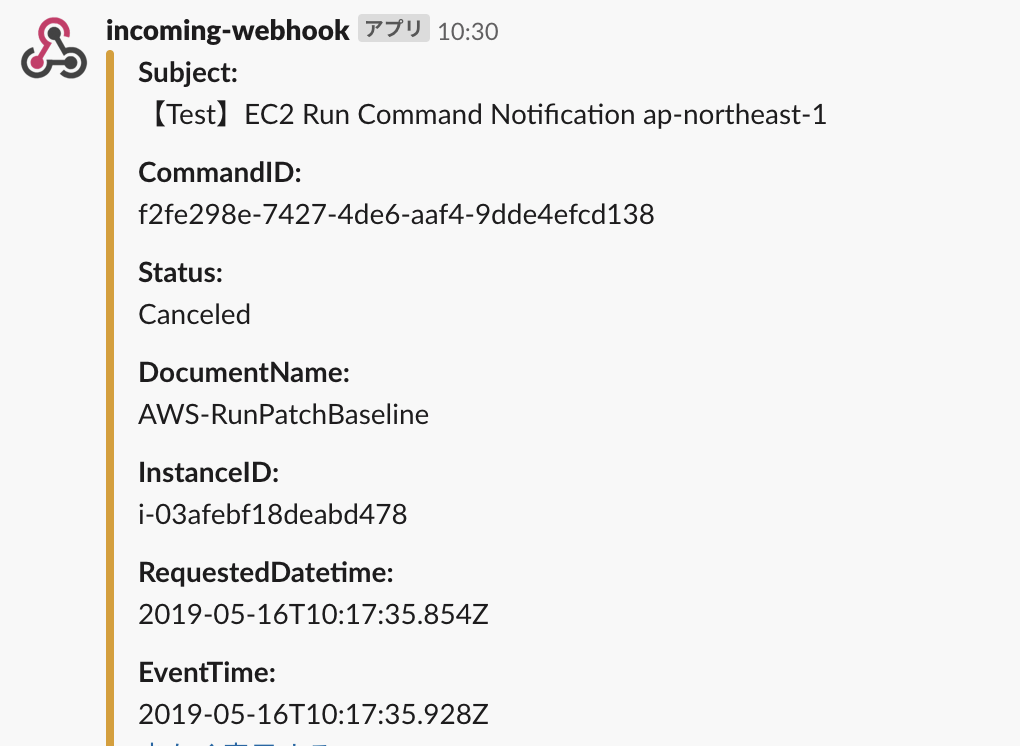 incoming-webhook アプリ 10:30
Subject:
【Test】EC2 Run Command Notification ap-northeast-1
CommandID:
f2fe298e-7427-4de6-aaf4-9dde4efcd138
Status:
Canceled
DocumentName:
AWS-RunPatchBaseline
InstanceID:
i-03afebf18deabd478
RequestedDatetime:
2019-05-16T10:17:35.854Z
EventTime:
2019-05-16T10:17:35.928Z